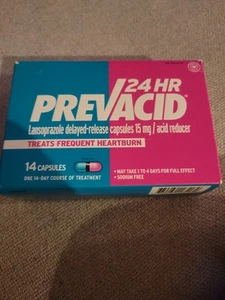 24 HR
PREVACID®
Lansoprazole delayed-release capsules 15 mg / acid reducer
TREATS FREQUENT HEARTBURN
14 CAPSULES
ONE 14-DAY COURSE OF TREATMENT
• MAY TAKE 1 TO 4 DAYS FOR FULL EFFECT
• SODIUM FREE